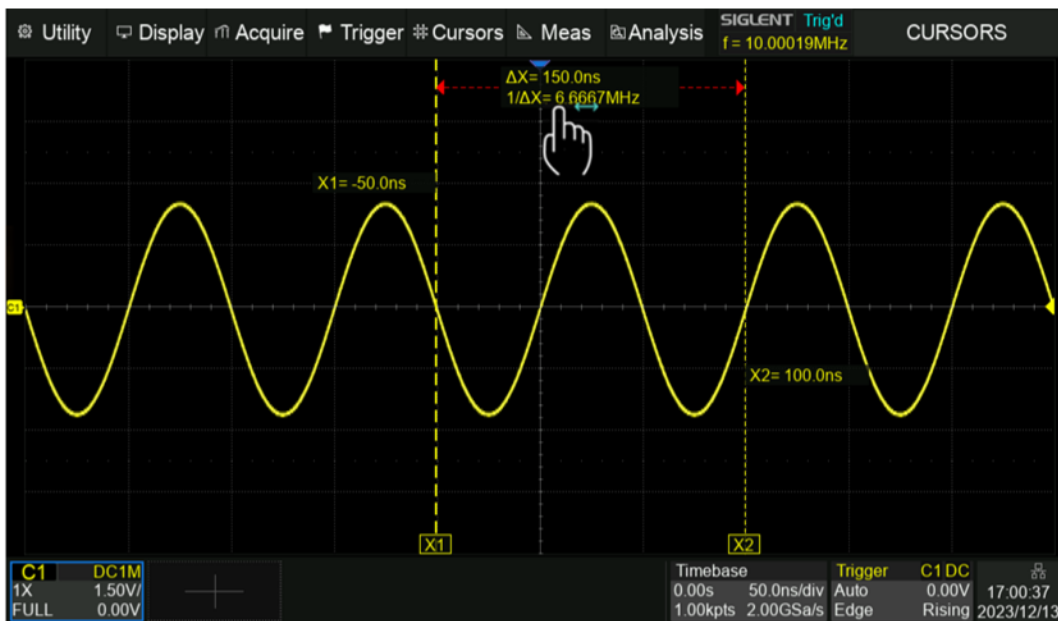 Utility Display Acquire Trigger Cursors Meas Analysis SIGLENT Trig'd CURSORS
f = 10.00019MHz
ΔX= 150.0ns
1/ΔX= 6.6667MHz
X1= -50.0ns
C1
X2= 100.0ns
X1 X2
C1 DC1M
1X 1.50V/
FULL 0.00V
Timebase
0.00s 50.0ns/div
1.00kpts 2.00GSa/s
Trigger C1 DC
Auto 0.00V
Edge Rising
17:00:37
2023/12/13